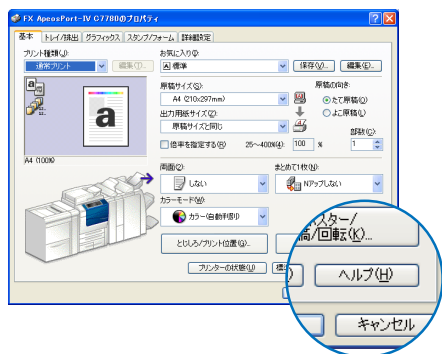 FX ApeosPort-IV C7780のプロパティ
基本 トレイ/排出 グラフィックス スタンプ/フォーム 詳細設定
プリント種類(J):
通常プリント 編集(T)...
お気に入り(I):
標準 保存(V)... 編集(E)...
原稿サイズ(S):
A4 (210x297mm)
原稿の向き:
たて原稿(O)
よこ原稿(L)
出力用紙サイズ(Z):
原稿サイズと同じ
部数(C):
倍率を指定する(R) 25～400%(4): 100 % 1
a
a
A4 (100%)
両面(2):
しない
まとめて1枚(N):
Nアップしない
カラーモード(M):
カラー(自動判別)
とじしろ/プリント位置(G)...
プリンターの状態(U)
スター/
/回転(K)...
ヘルプ(H)
キャンセル